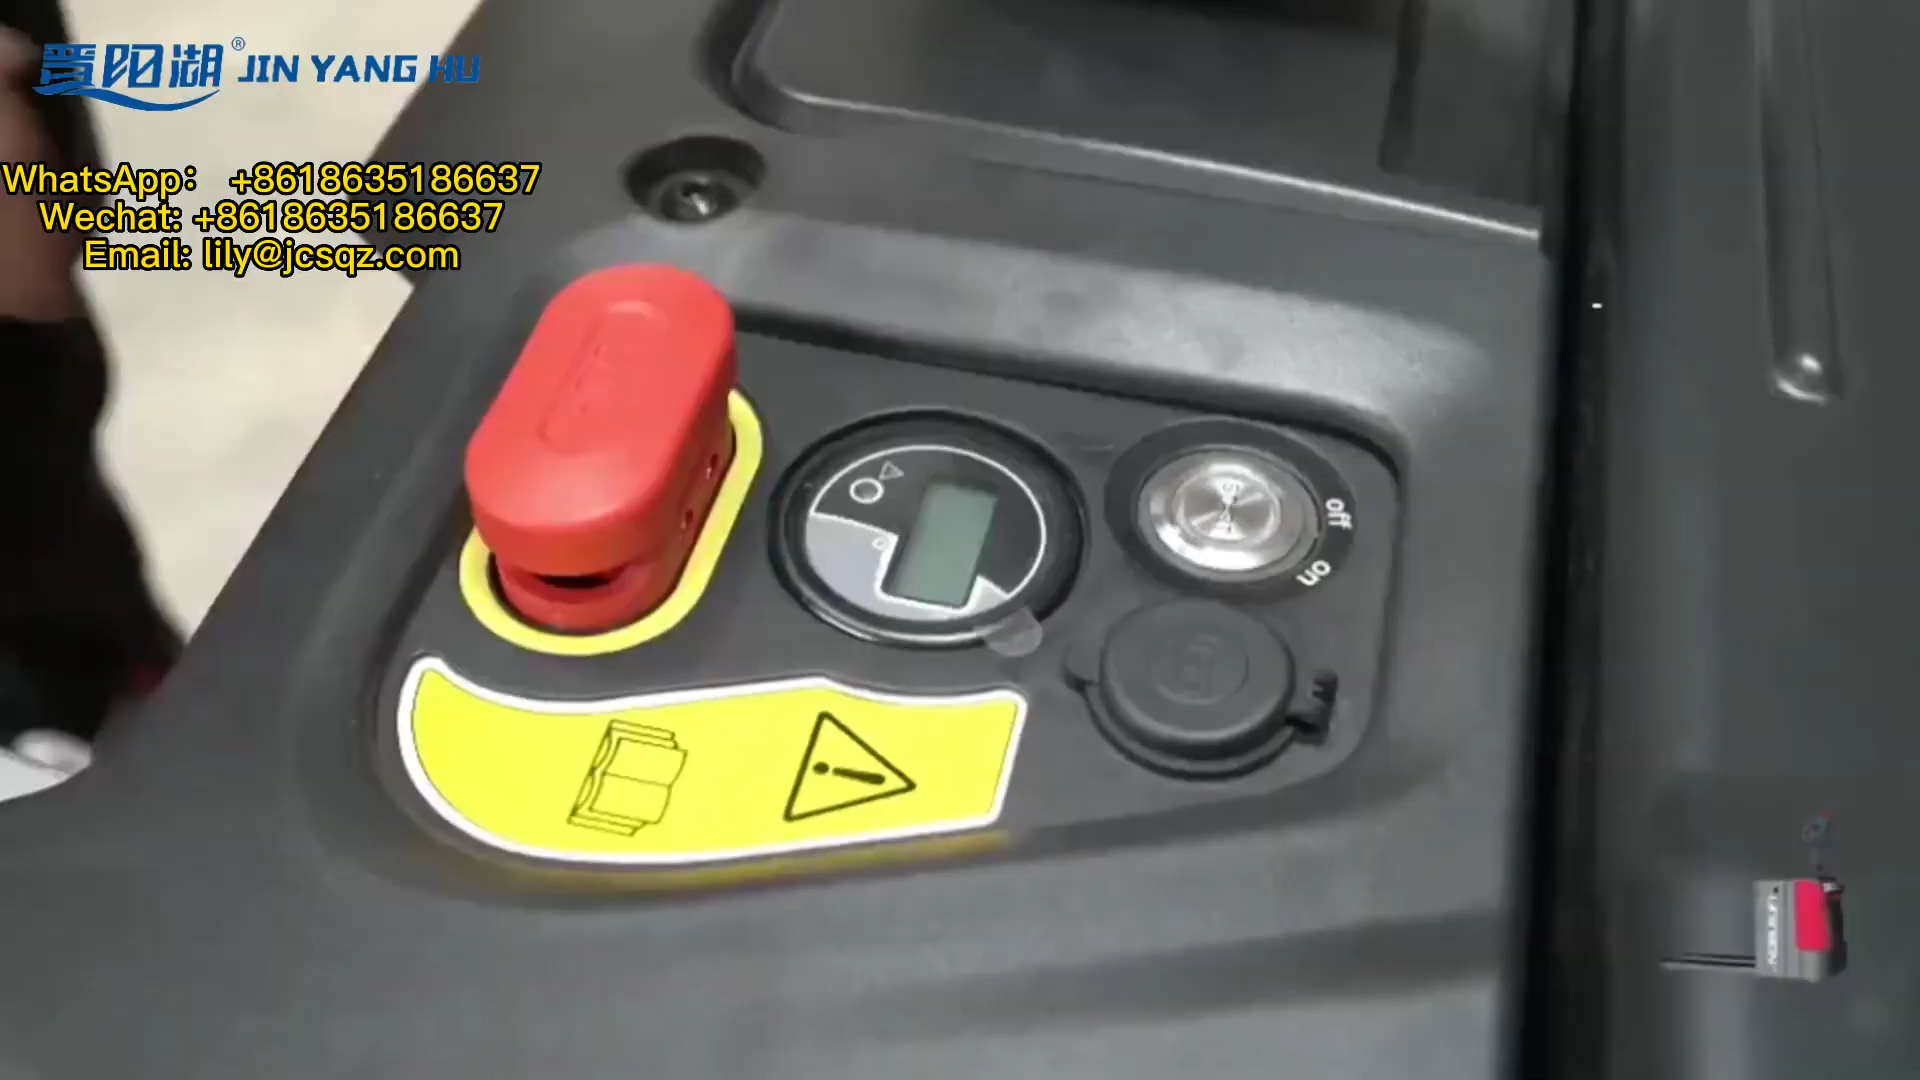 晋阳湖® JIN YANG HU
WhatsApp： +8618635186637
Wechat: +8618635186637
Email: lily@jcsqz.com
off
on